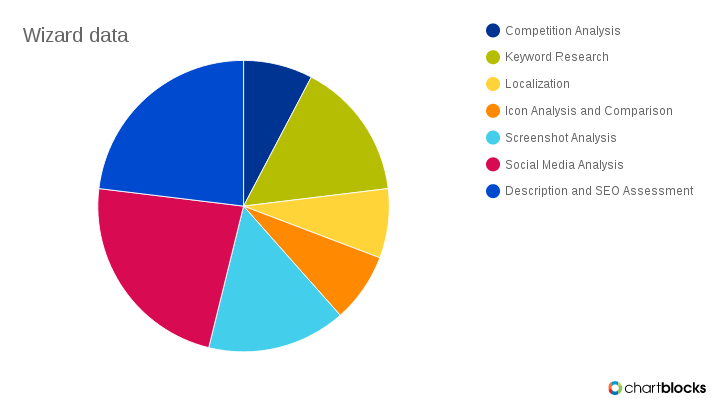 Wizard data
Competition Analysis
Keyword Research
Localization
Icon Analysis and Comparison
Screenshot Analysis
Social Media Analysis
Description and SEO Assessment
chartblocks